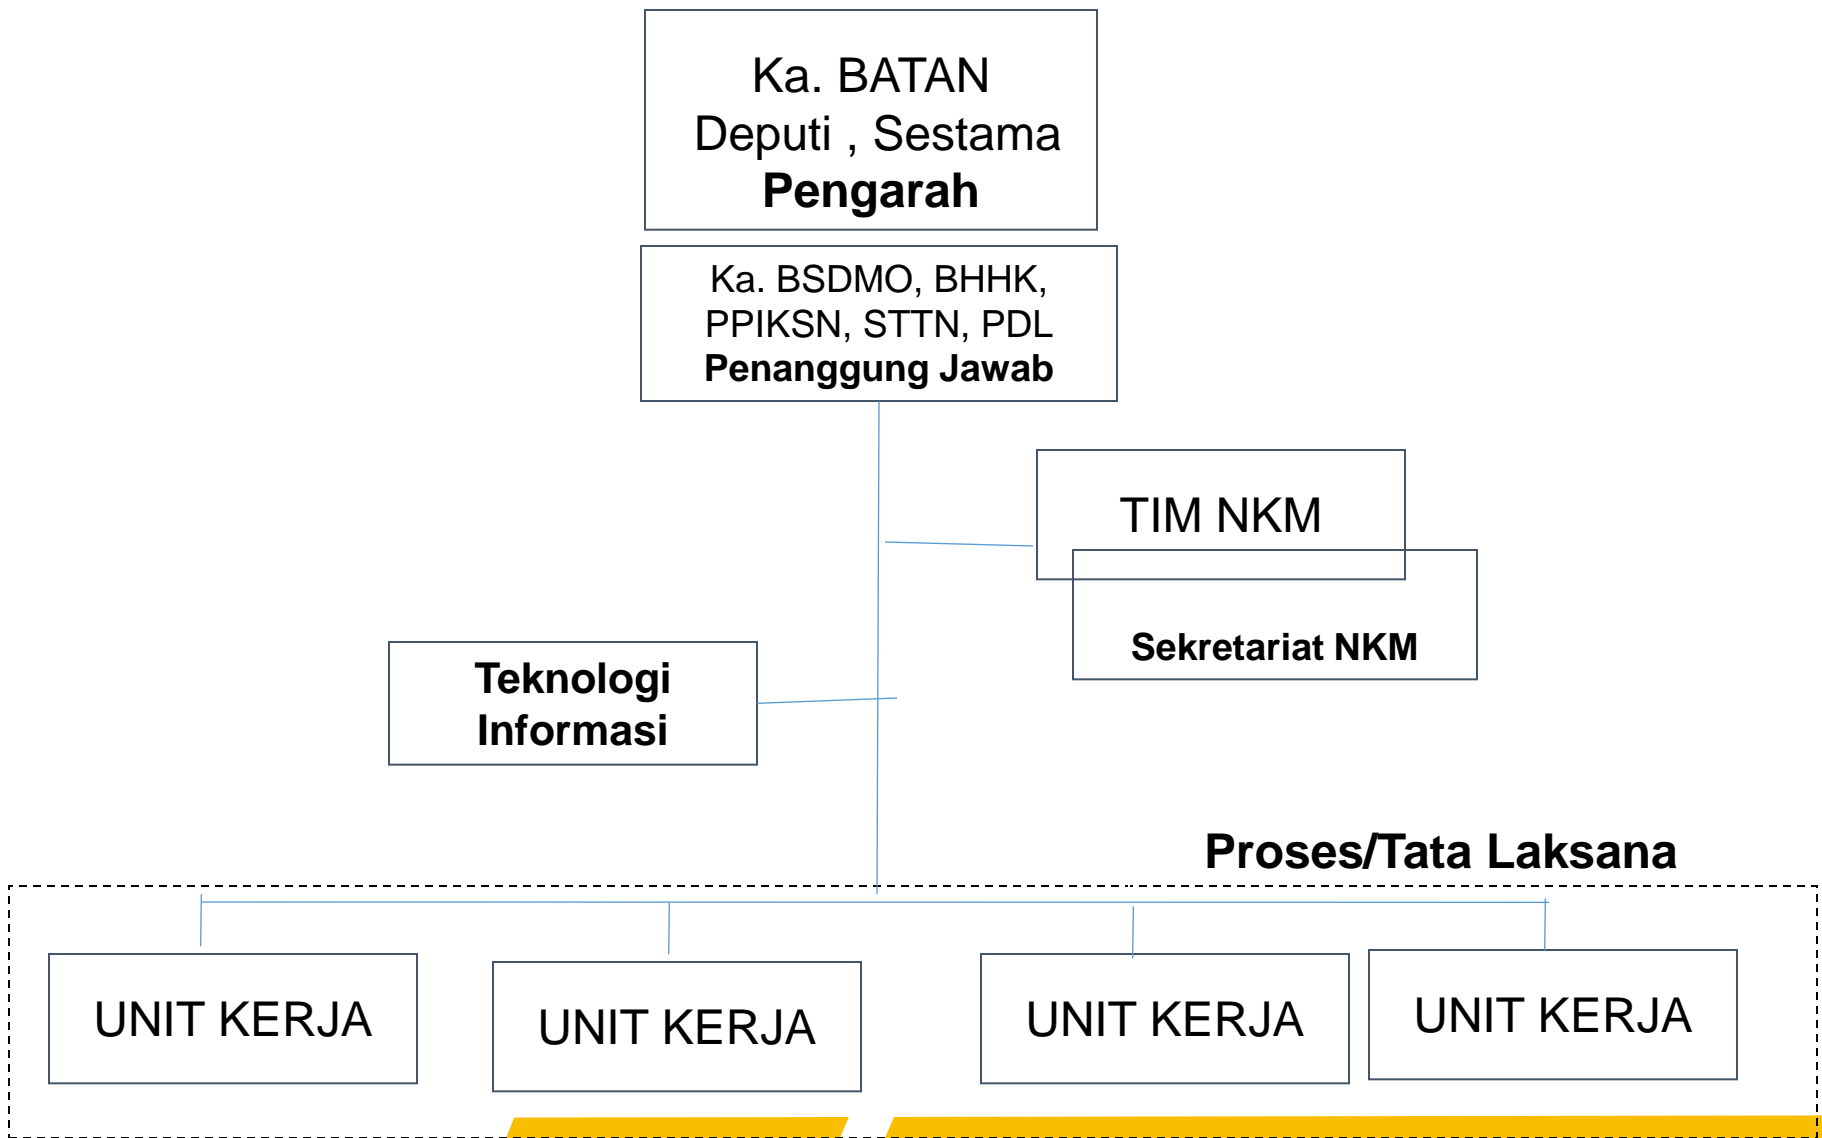 Ka. BATAN
Deputi , Sestama
Pengarah
Ka. BSDMO, BHHK,
PPIKSN, STTN, PDL
Penanggung Jawab
TIM NKM
Sekretariat NKM
Teknologi
Informasi
Proses/Tata Laksana
UNIT KERJA
UNIT KERJA
UNIT KERJA
UNIT KERJA